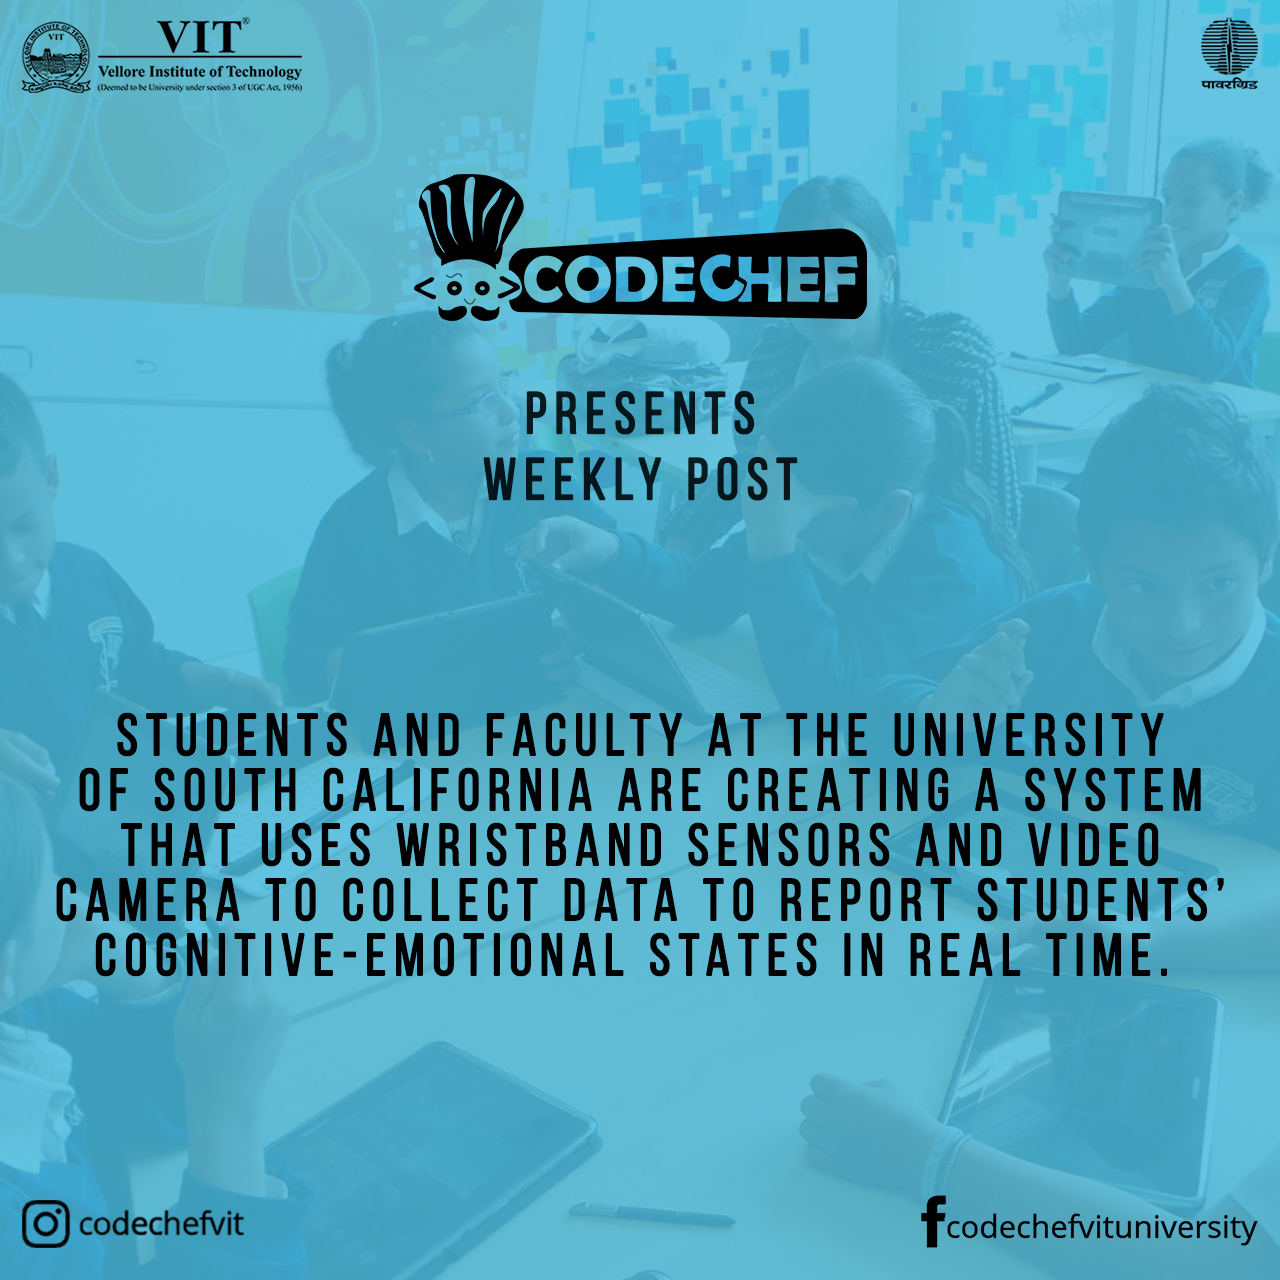 VIT®
Vellore Institute of Technology
(Deemed to be University under section 3 of UGC Act, 1956)
VIT
पावरग्रिड
CODECHEF
PRESENTS
WEEKLY POST
STUDENTS AND FACULTY AT THE UNIVERSITY
OF SOUTH CALIFORNIA ARE CREATING A SYSTEM
THAT USES WRISTBAND SENSORS AND VIDEO
CAMERA TO COLLECT DATA TO REPORT STUDENTS’
COGNITIVE-EMOTIONAL STATES IN REAL TIME.
codechefvit
codechefvituniversity